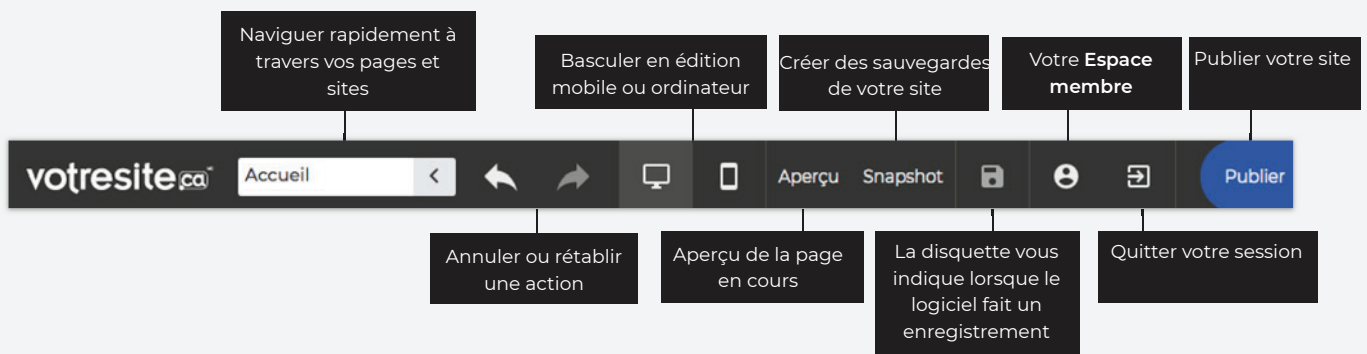 Naviguer rapidement à
travers vos pages et
sites
Basculer en édition
mobile ou ordinateur
Créer des sauvegardes
de votre site
Votre Espace
membre
Publier votre site
votresite.ca
Accueil
Aperçu
Snapshot
Publier
Annuler ou rétablir
une action
Aperçu de la page
en cours
La disquette vous
indique lorsque le
logiciel fait un
enregistrement
Quitter votre session